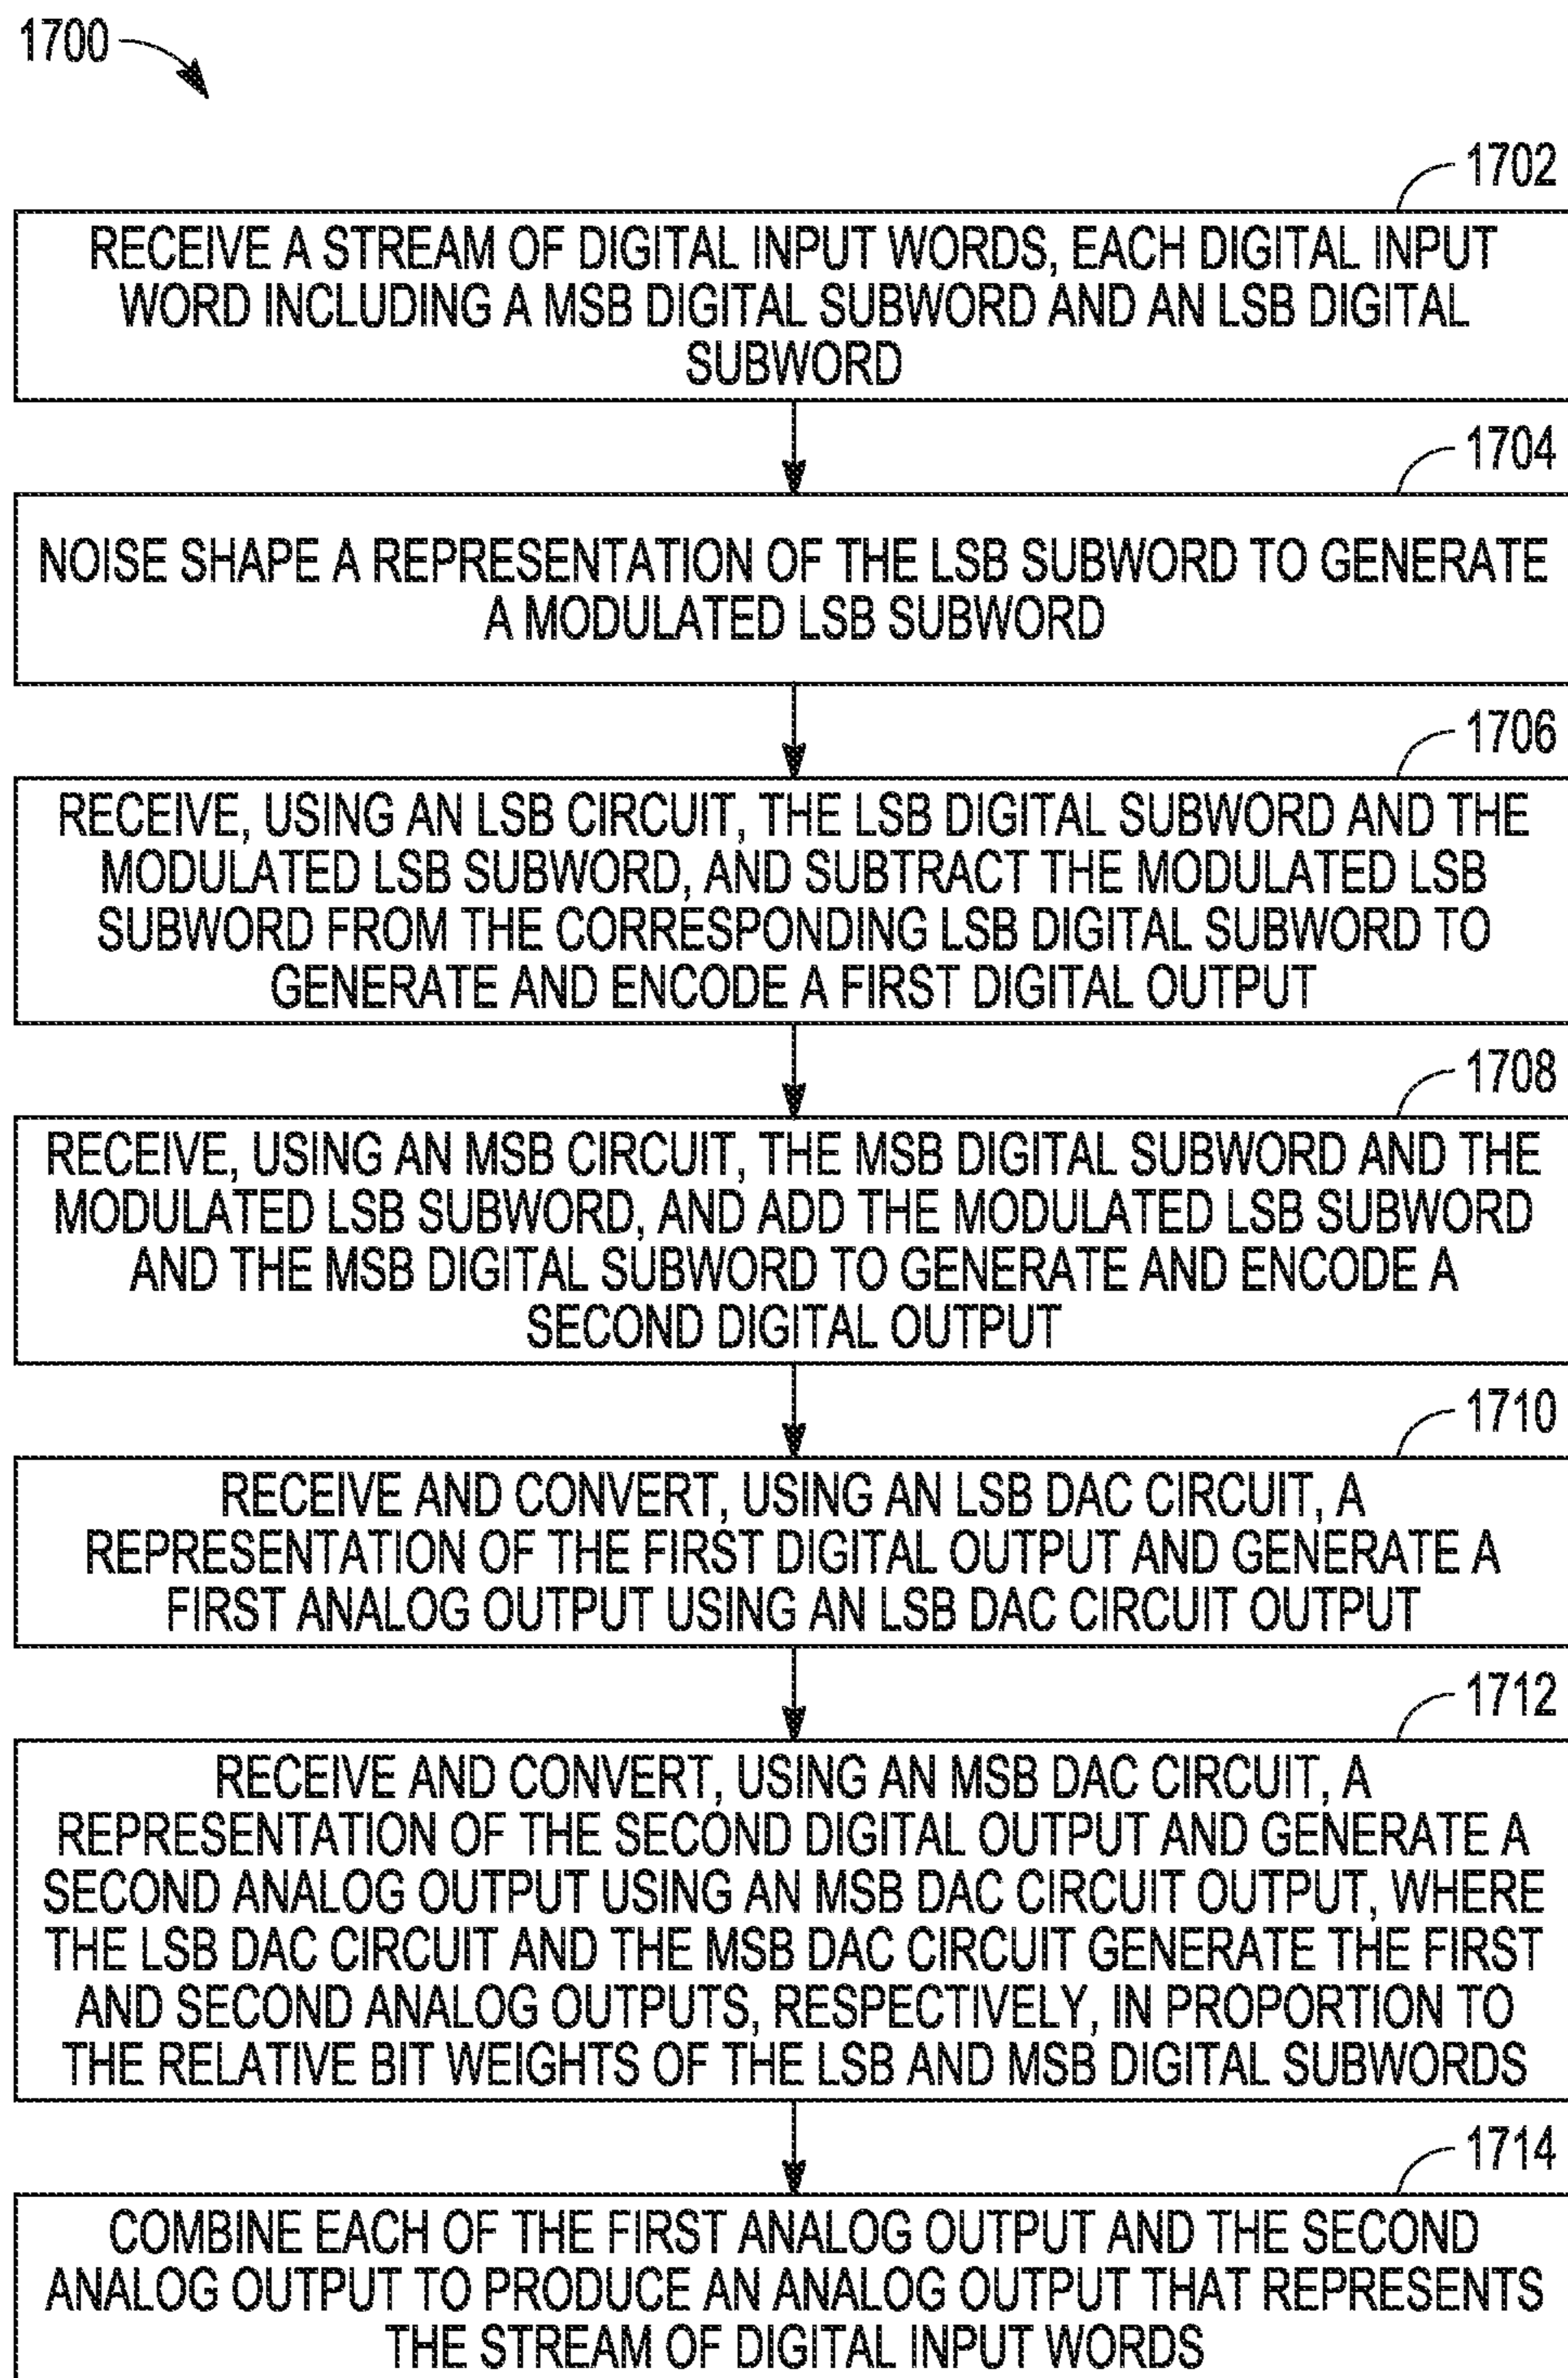 1700
1702
RECEIVE A STREAM OF DIGITAL INPUT WORDS, EACH DIGITAL INPUT
WORD INCLUDING A MSB DIGITAL SUBWORD AND AN LSB DIGITAL
SUBWORD
1704
NOISE SHAPE A REPRESENTATION OF THE LSB SUBWORD TO GENERATE
A MODULATED LSB SUBWORD
1706
RECEIVE, USING AN LSB CIRCUIT, THE LSB DIGITAL SUBWORD AND THE
MODULATED LSB SUBWORD, AND SUBTRACT THE MODULATED LSB
SUBWORD FROM THE CORRESPONDING LSB DIGITAL SUBWORD TO
GENERATE AND ENCODE A FIRST DIGITAL OUTPUT
1708
RECEIVE, USING AN MSB CIRCUIT, THE MSB DIGITAL SUBWORD AND THE
MODULATED LSB SUBWORD, AND ADD THE MODULATED LSB SUBWORD
AND THE MSB DIGITAL SUBWORD TO GENERATE AND ENCODE A
SECOND DIGITAL OUTPUT
1710
RECEIVE AND CONVERT, USING AN LSB DAC CIRCUIT, A
REPRESENTATION OF THE FIRST DIGITAL OUTPUT AND GENERATE A
FIRST ANALOG OUTPUT USING AN LSB DAC CIRCUIT OUTPUT
1712
RECEIVE AND CONVERT, USING AN MSB DAC CIRCUIT, A
REPRESENTATION OF THE SECOND DIGITAL OUTPUT AND GENERATE A
SECOND ANALOG OUTPUT USING AN MSB DAC CIRCUIT OUTPUT, WHERE
THE LSB DAC CIRCUIT AND THE MSB DAC CIRCUIT GENERATE THE FIRST
AND SECOND ANALOG OUTPUTS, RESPECTIVELY, IN PROPORTION TO
THE RELATIVE BIT WEIGHTS OF THE LSB AND MSB DIGITAL SUBWORDS
1714
COMBINE EACH OF THE FIRST ANALOG OUTPUT AND THE SECOND
ANALOG OUTPUT TO PRODUCE AN ANALOG OUTPUT THAT REPRESENTS
THE STREAM OF DIGITAL INPUT WORDS